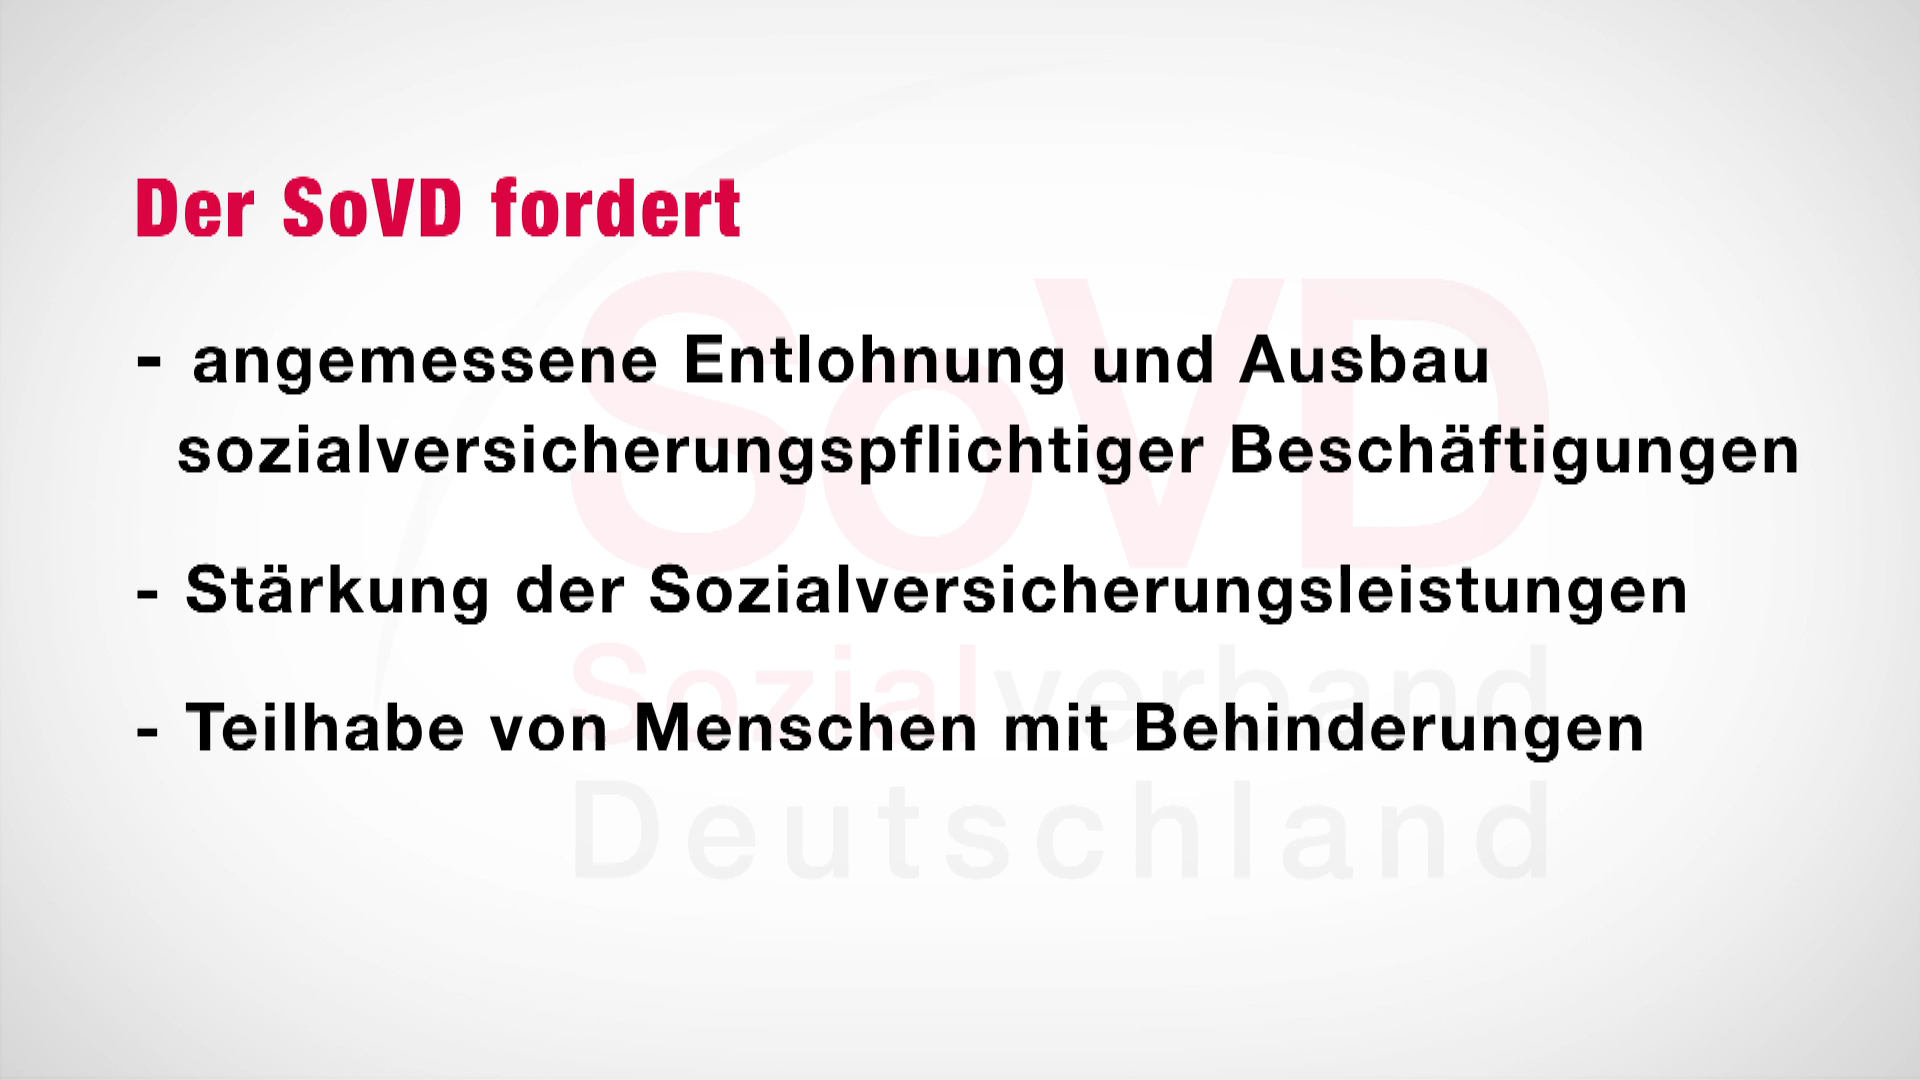 Der SoVD fordert
- angemessene Entlohnung und Ausbau
sozialversicherungspflichtiger Beschäftigungen
- Stärkung der Sozialversicherungsleistungen
- Teilhabe von Menschen mit Behinderungen
SoVD
Sozialverband
Deutschland